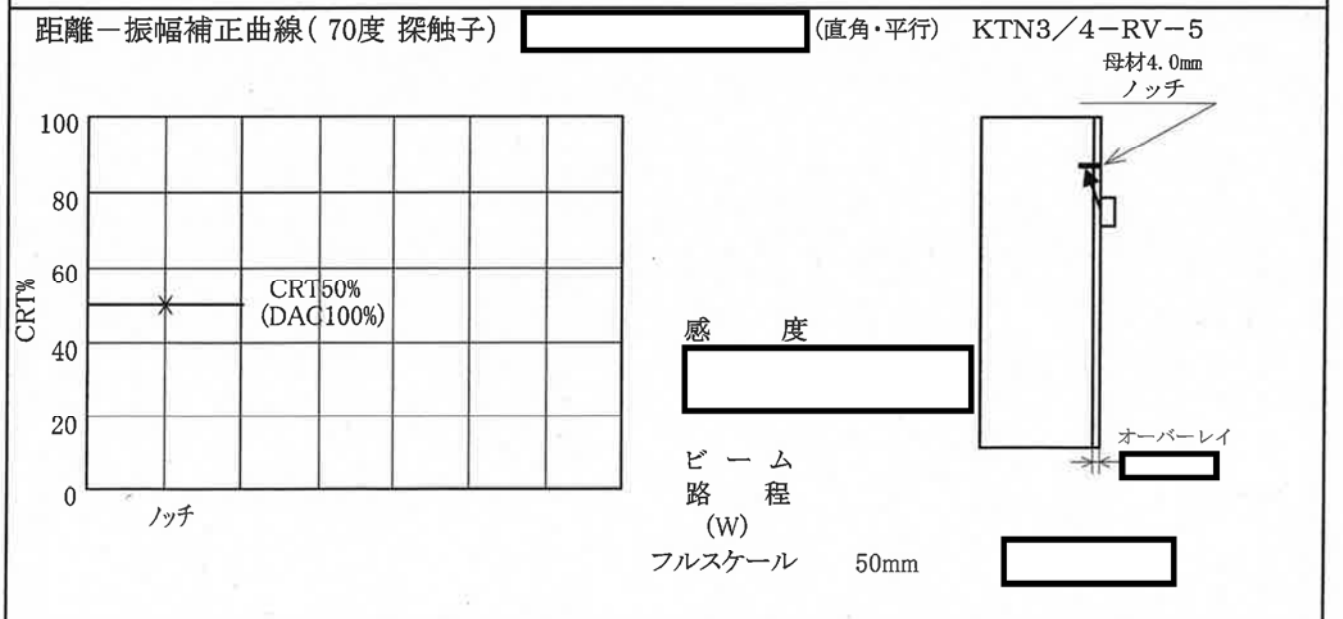 距離－振幅補正曲線( 70度 探触子) (直角・平行) KTN3／4－RV－5
母材4.0㎜
ノッチ
100
80
60
40
20
0
CRT%
CRT50%
(DAC100%)
ノッチ
感 度
ビ ー ム
路 程
(W)
フルスケール 50mm
オーバーレイ